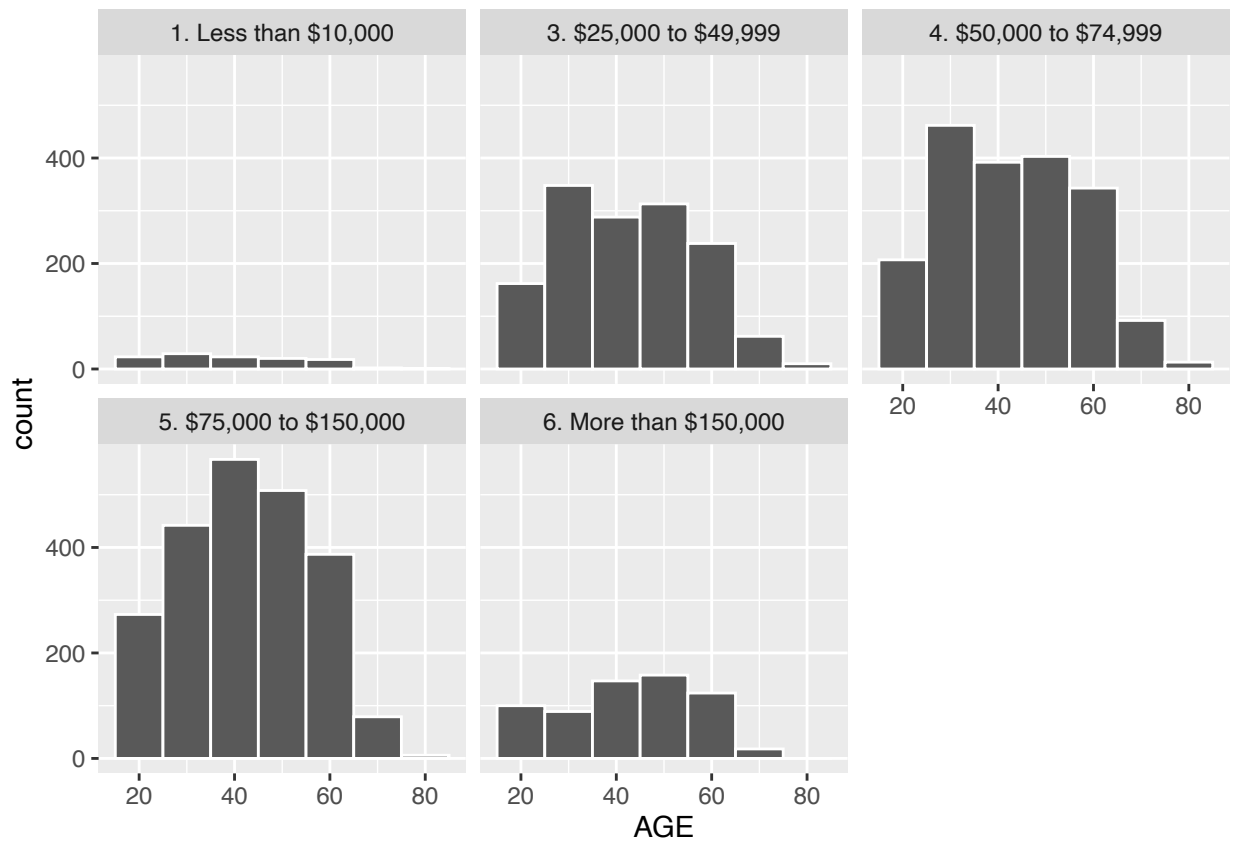 1. Less than $10,000
3. $25,000 to $49,999
4. $50,000 to $74,999
400
200
0
20 40 60 80
count
5. $75,000 to $150,000
6. More than $150,000
400
200
0
20 40 60 80
20 40 60 80
AGE